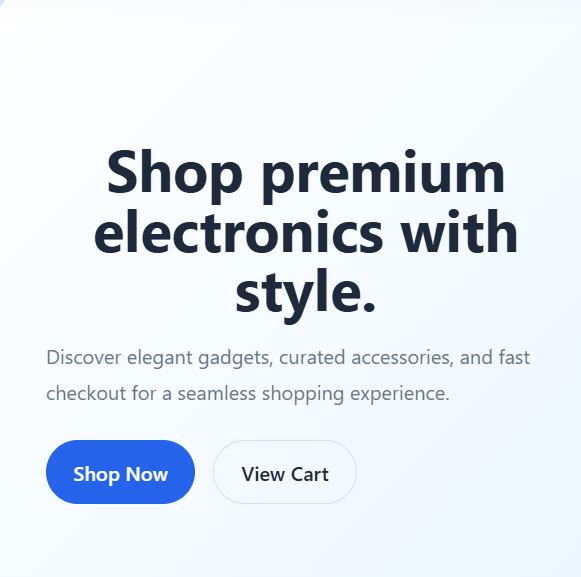 Shop premium
electronics with
style.
Discover elegant gadgets, curated accessories, and fast
checkout for a seamless shopping experience.
Shop Now
View Cart